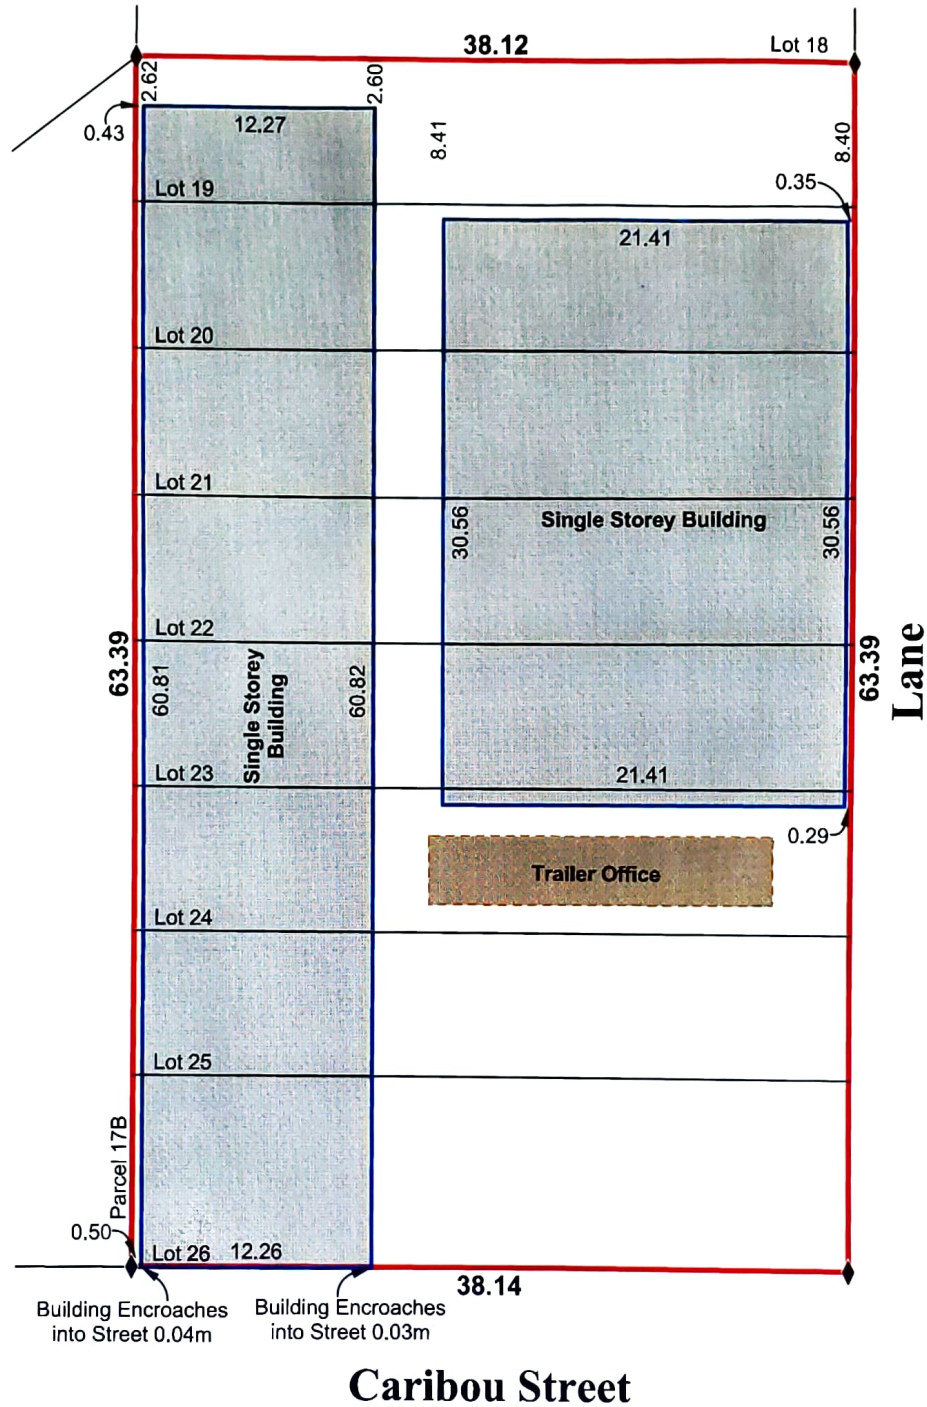 38.12
Lot 18
2.62
2.60
0.43
12.27
8.41
8.40
0.35
Lot 19
21.41
Lot 20
Lot 21
30.56
Single Storey Building
30.56
Lot 22
63.39
60.81
Single Storey
Building
60.82
63.39
Lane
Lot 23
21.41
0.29
Trailer Office
Lot 24
Lot 25
Parcel 17B
0.50
Lot 26
12.26
38.14
Building Encroaches
into Street 0.04m
Building Encroaches
into Street 0.03m
Caribou Street